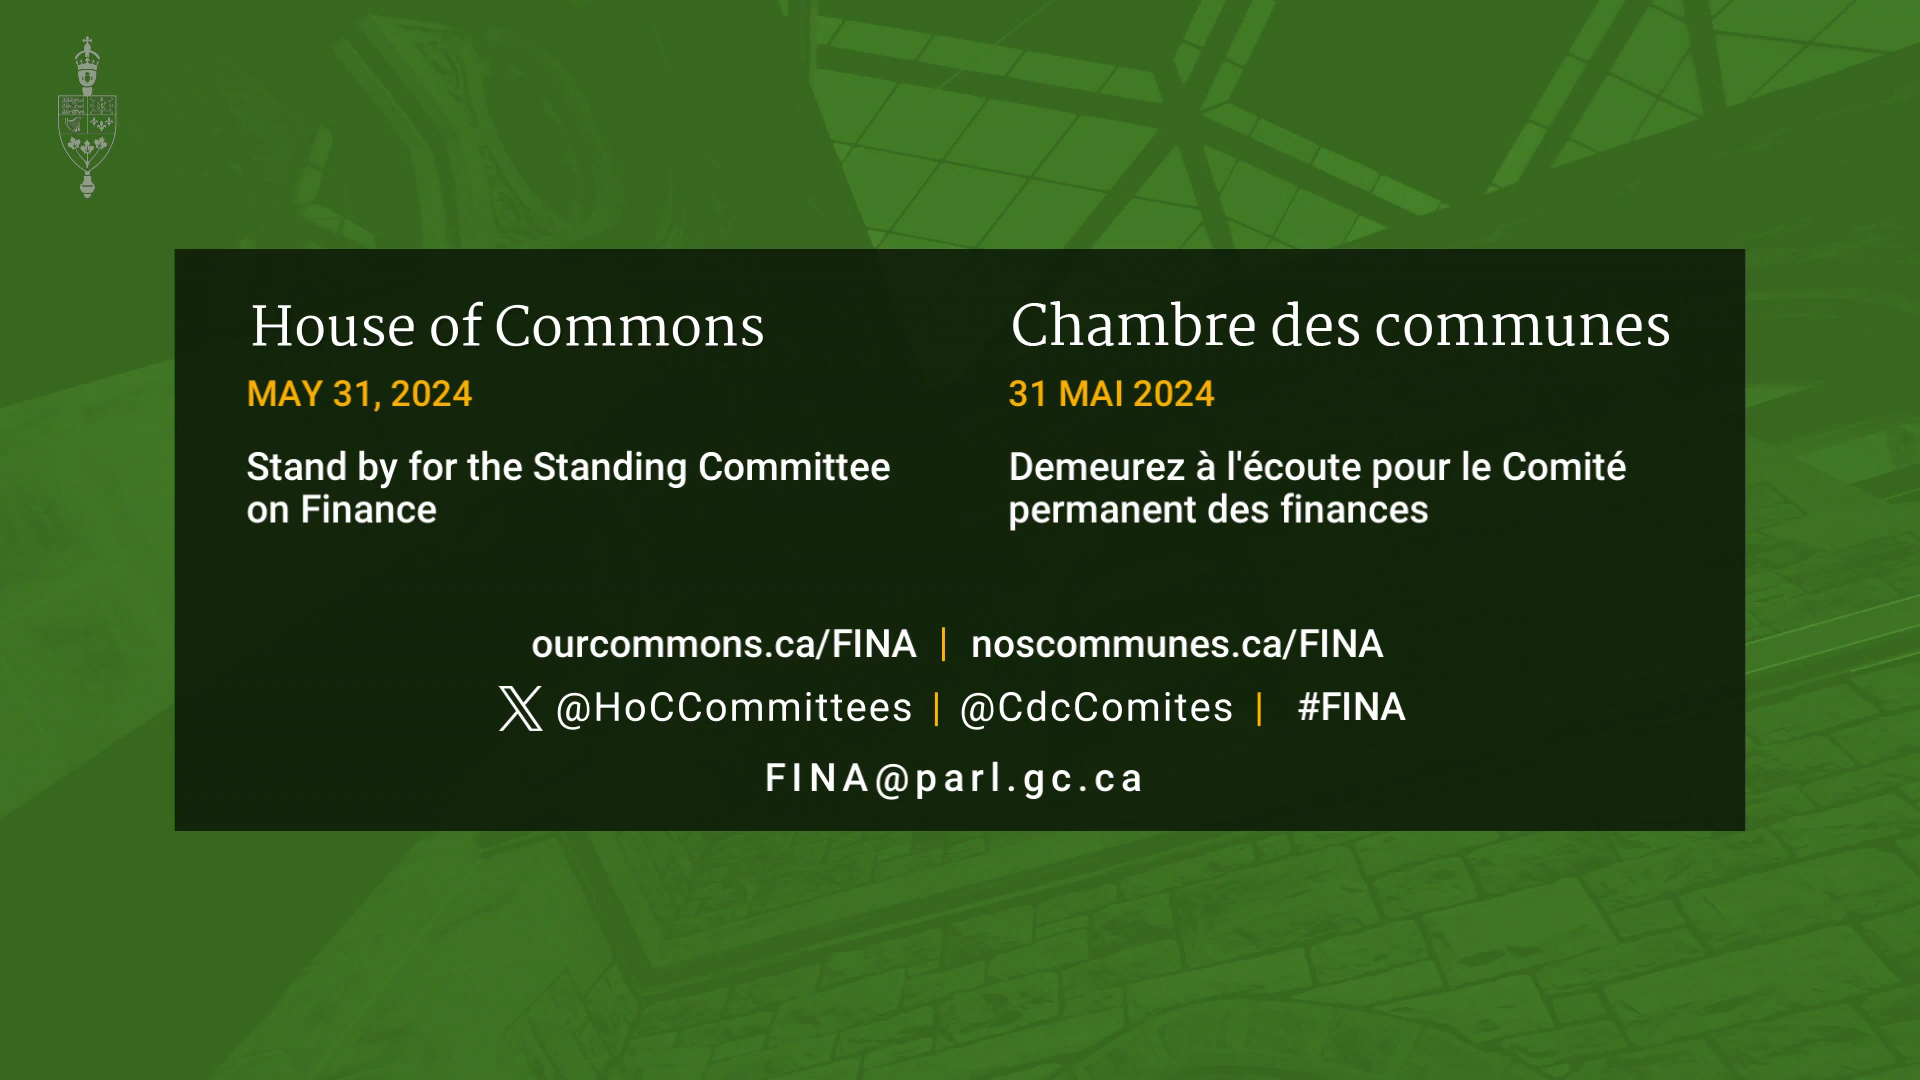 House of Commons
MAY 31, 2024
Stand by for the Standing Committee
on Finance
Chambre des communes
31 MAI 2024
Demeurez à l'écoute pour le Comité
permanent des finances
ourcommons.ca/FINA | noscommunes.ca/FINA
@HoCCommittees | @CdcComites | #FINA
FINA@parl.gc.ca